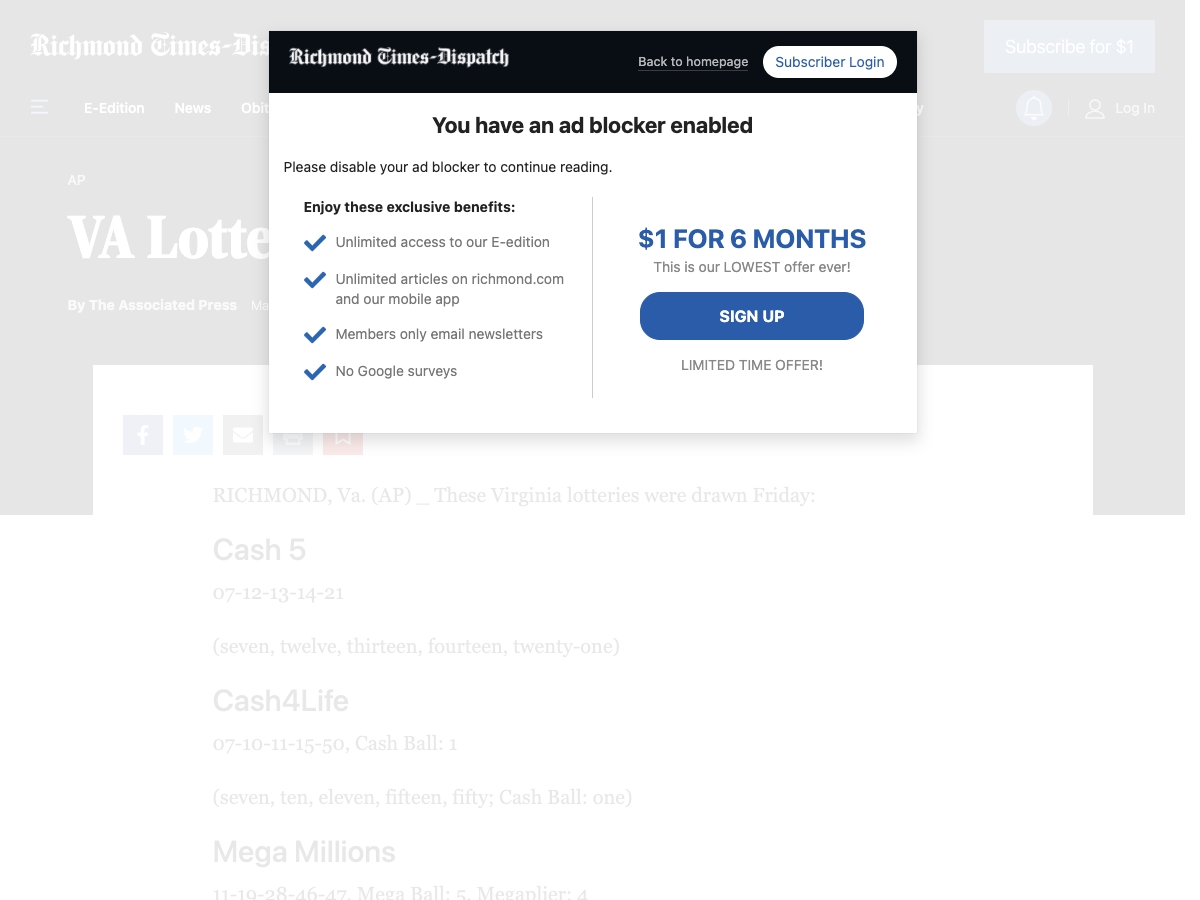 Richmond Times-Dis
Subscribe for $1
Richmond Times-Dispatch
Back to homepage
Subscriber Login
E-Edition
News
Log In
You have an ad blocker enabled
Please disable your ad blocker to continue reading.
AP
Enjoy these exclusive benefits:
Unlimited access to our E-edition
Unlimited articles on richmond.com
and our mobile app
Members only email newsletters
No Google surveys
$1 FOR 6 MONTHS
This is our LOWEST offer ever!
SIGN UP
LIMITED TIME OFFER!
VA Lotte
By The Associated Press
RICHMOND, Va. (AP) _ These Virginia lotteries were drawn Friday:
Cash 5
07-12-13-14-21
(seven, twelve, thirteen, fourteen, twenty-one)
Cash4Life
07-10-11-15-50, Cash Ball: 1
(seven, ten, eleven, fifteen, fifty; Cash Ball: one)
Mega Millions
11-19-28-46-47, Mega Ball: 5, Megaplier: 4